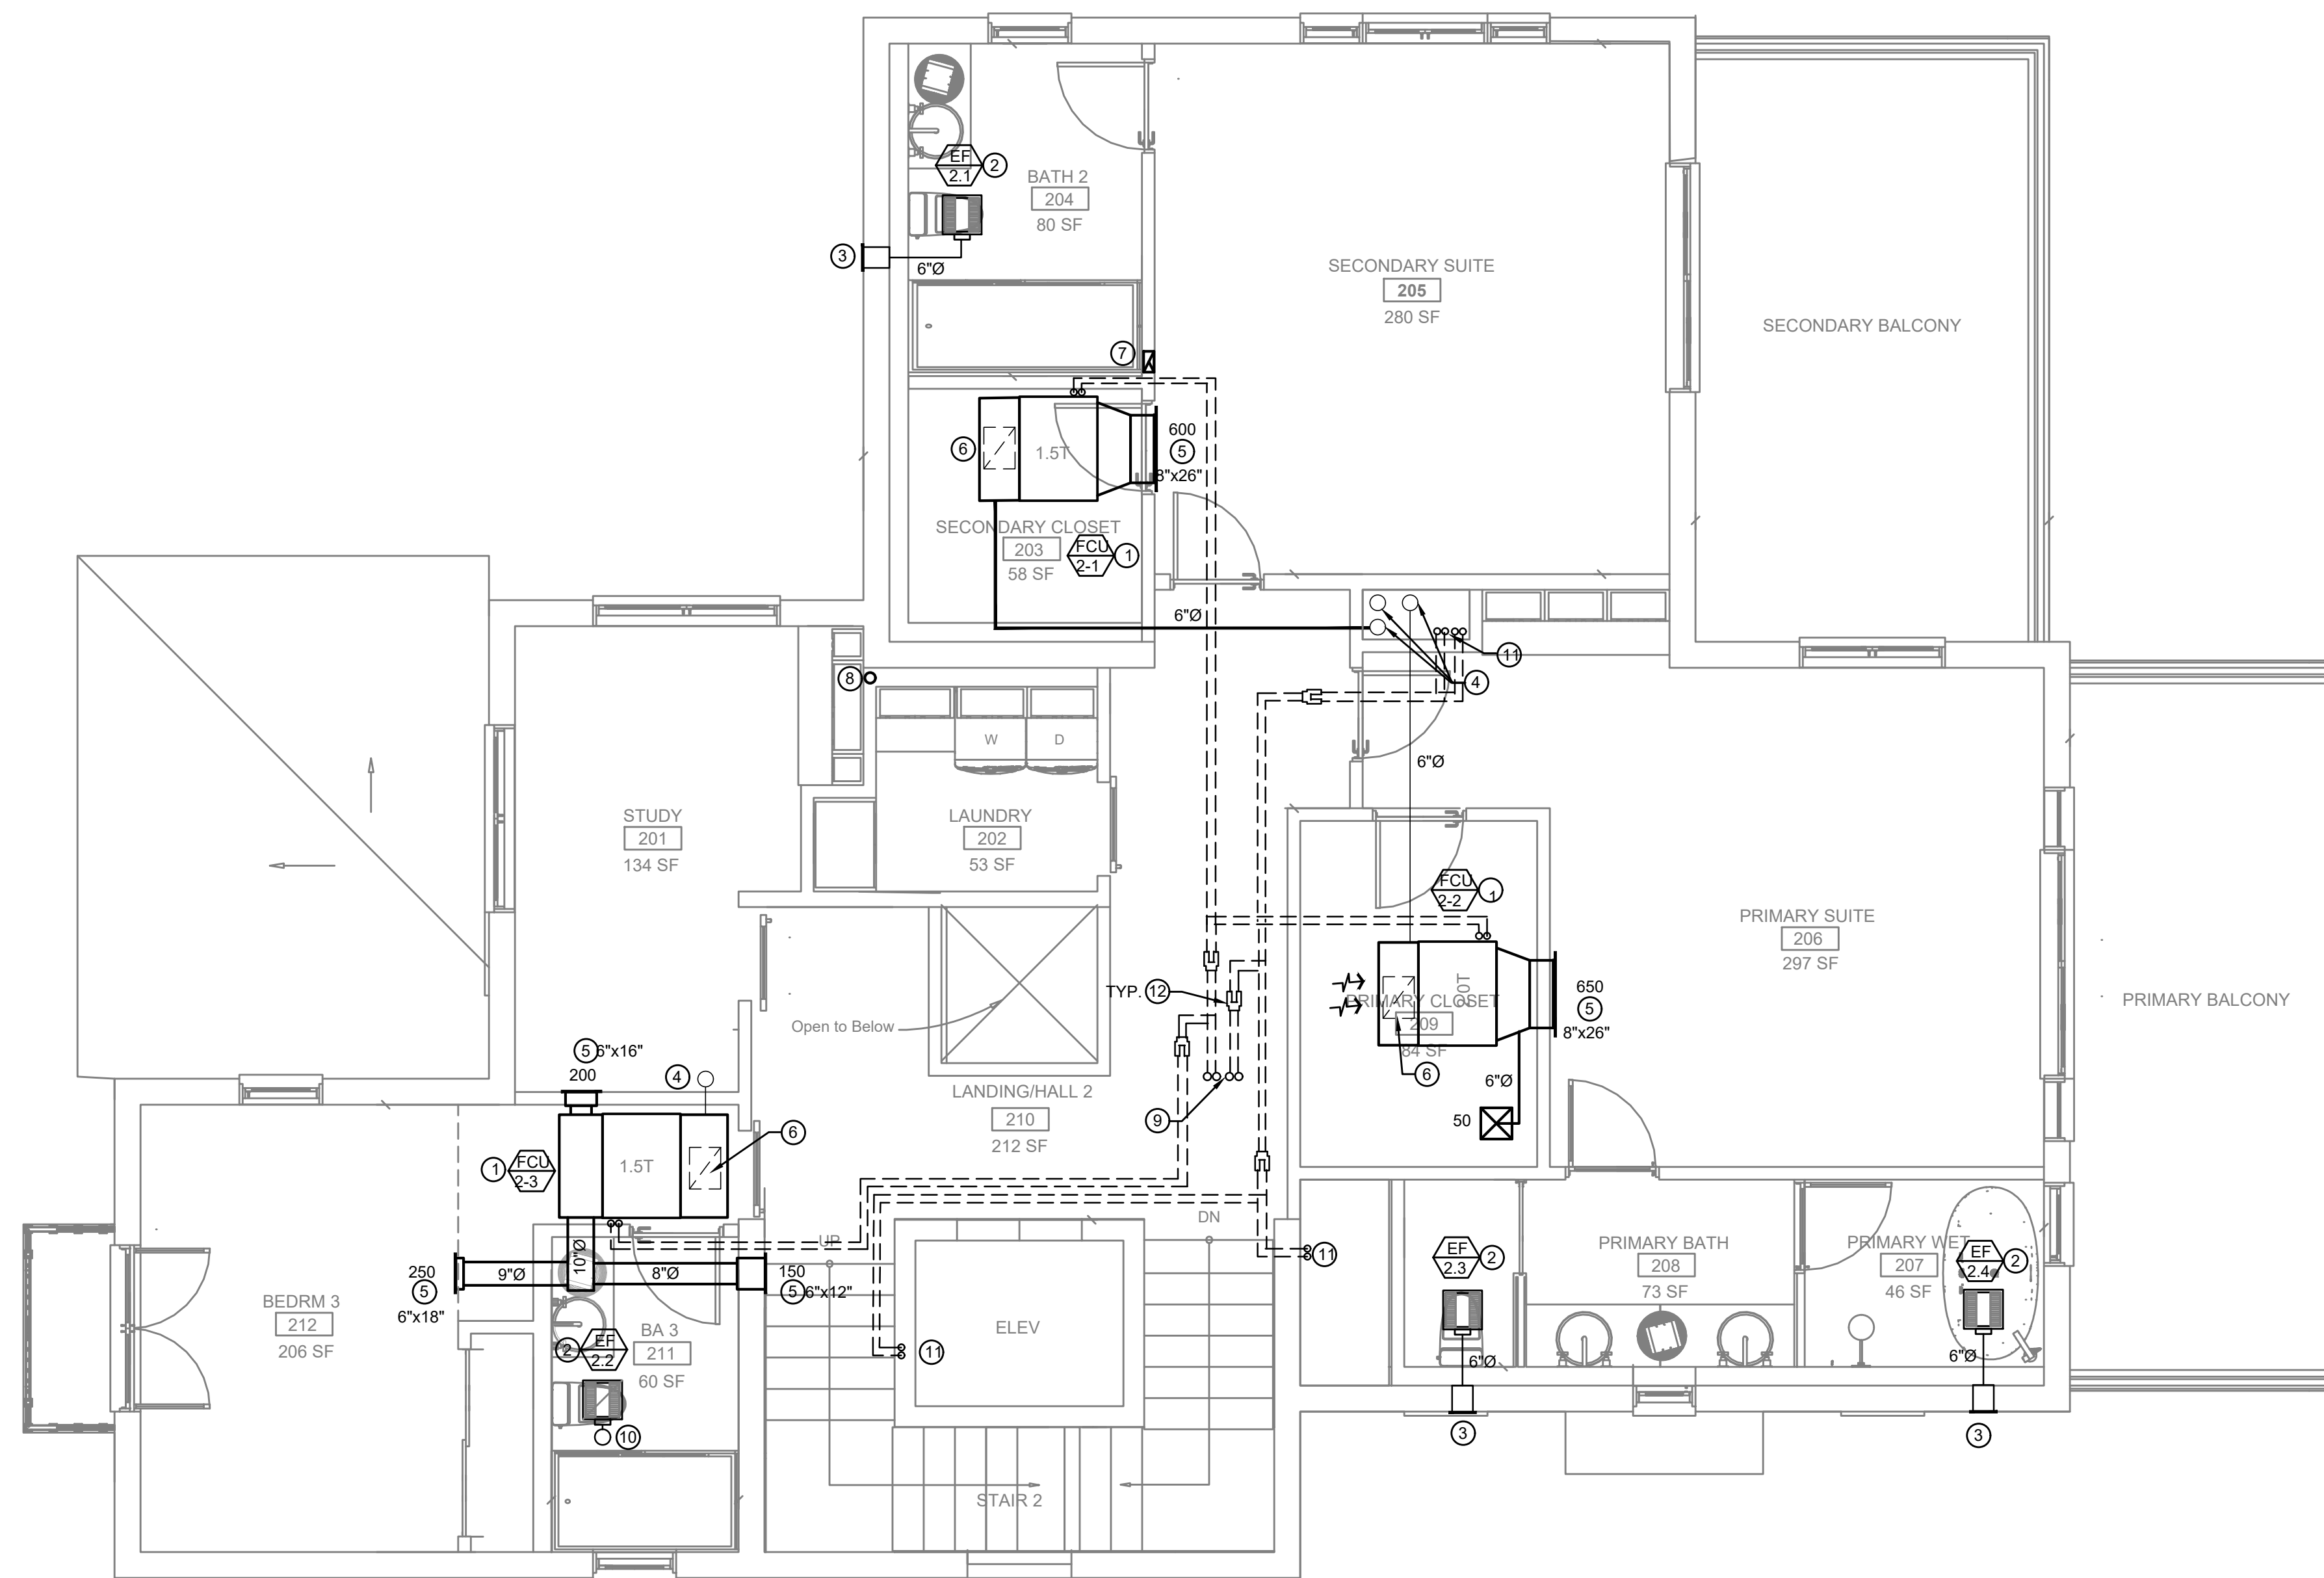 EF
2.1
2
BATH 2
204
80 SF
3
6"Ø
SECONDARY SUITE
205
280 SF
SECONDARY BALCONY
7
6
1.5T
600
5
8"x26"
SECONDARY CLOSET
203
58 SF
FCU
2-1
1
6"Ø
11
4
8
W
D
6"Ø
STUDY
201
134 SF
LAUNDRY
202
53 SF
FCU
2-2
1
PRIMARY SUITE
206
297 SF
TYP.
12
PRIMARY CLOSET
209
84 SF
650
5
8"x26"
PRIMARY BALCONY
Open to Below
5
6"x16"
200
4
6
6"Ø
50
LANDING/HALL 2
210
212 SF
9
6
1
FCU
2-3
1.5T
UP
DN
10"Ø
9"Ø
8"Ø
250
5
6"x18"
150
5
6"x12"
11
EF
2.3
2
PRIMARY BATH
208
73 SF
PRIMARY WET
207
46 SF
EF
2.4
2
BEDRM 3
212
206 SF
2
EF
2.2
BA 3
211
60 SF
11
ELEV
6"Ø
6"Ø
10
3
3
STAIR 2